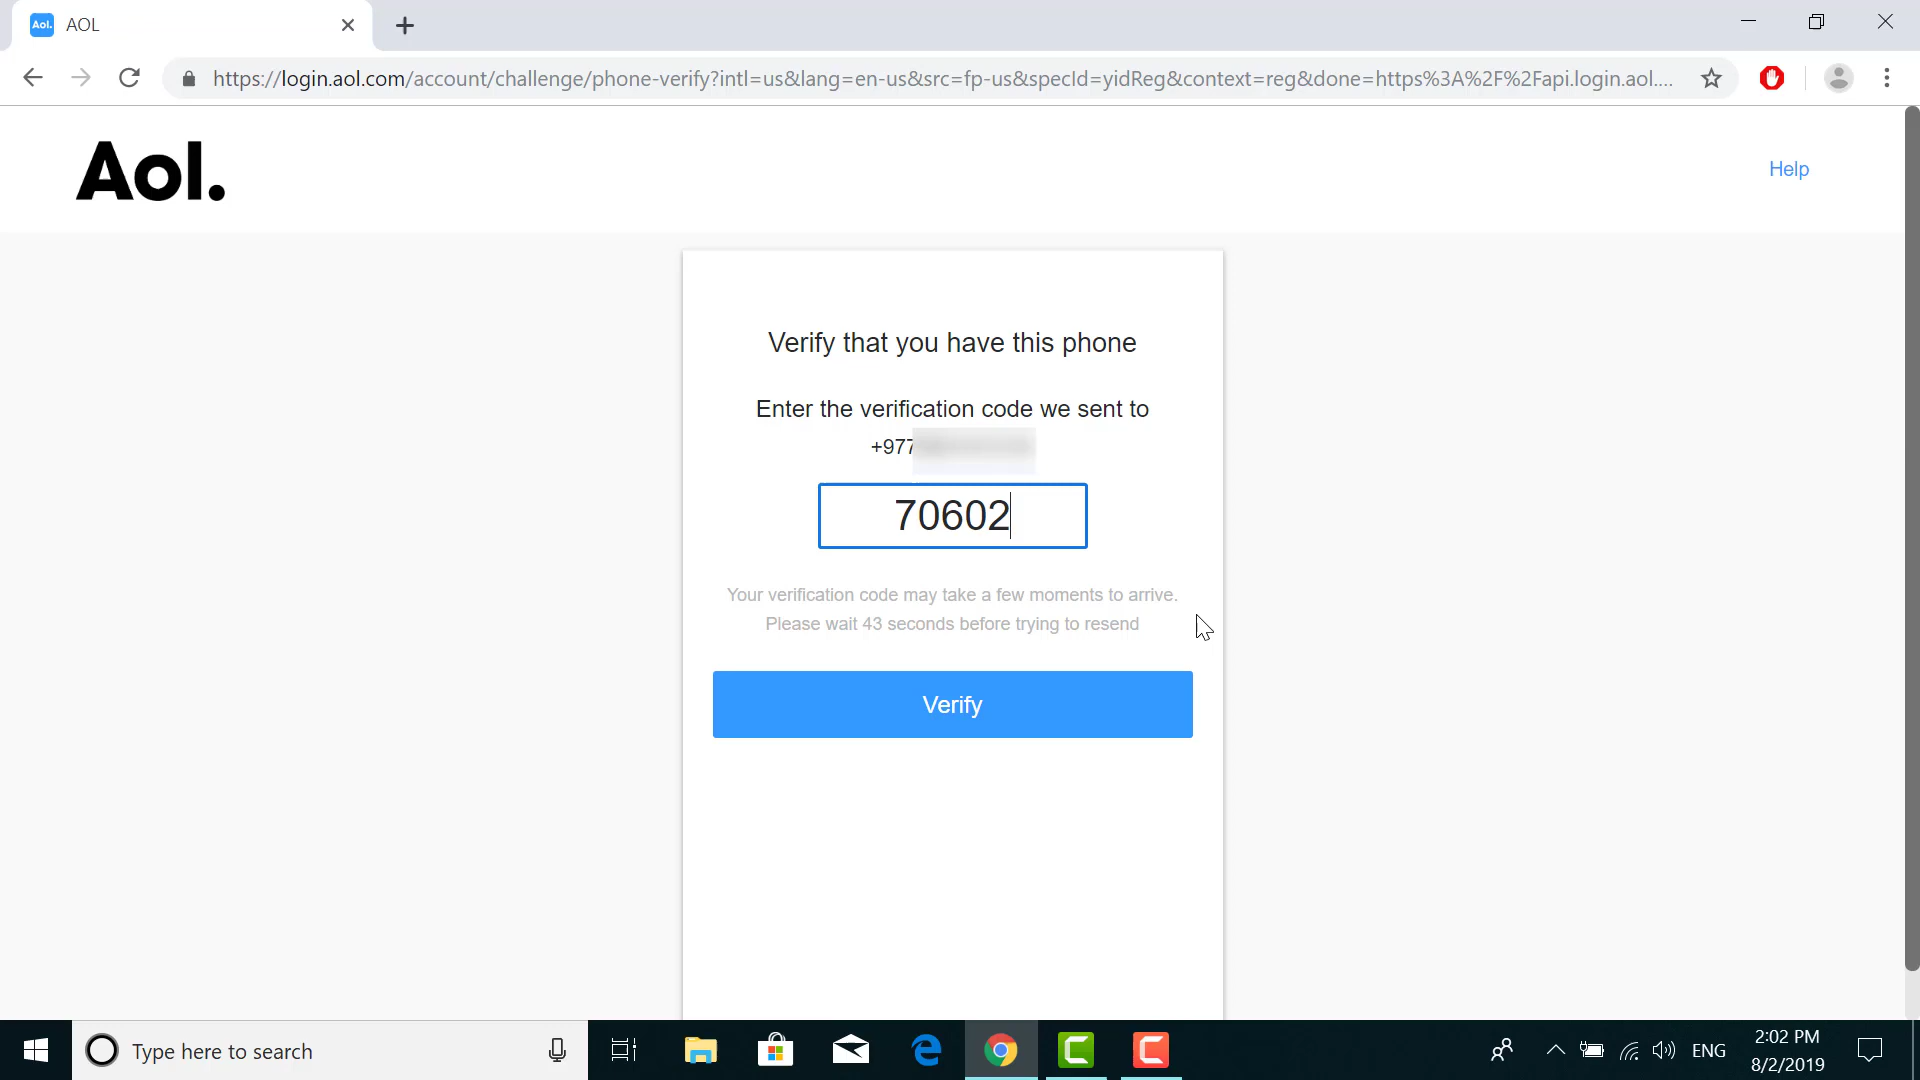 Aol. AOL
https://login.aol.com/account/challenge/phone-verify?intl=us&lang=en-us&src=fp-us&specId=yidReg&context=reg&done=https%3A%2F%2Fapi.login.aol....
Aol.
Help
Verify that you have this phone
Enter the verification code we sent to
+977
70602
Your verification code may take a few moments to arrive.
Please wait 43 seconds before trying to resend
Verify
Type here to search
ENG
2:02 PM
8/2/2019